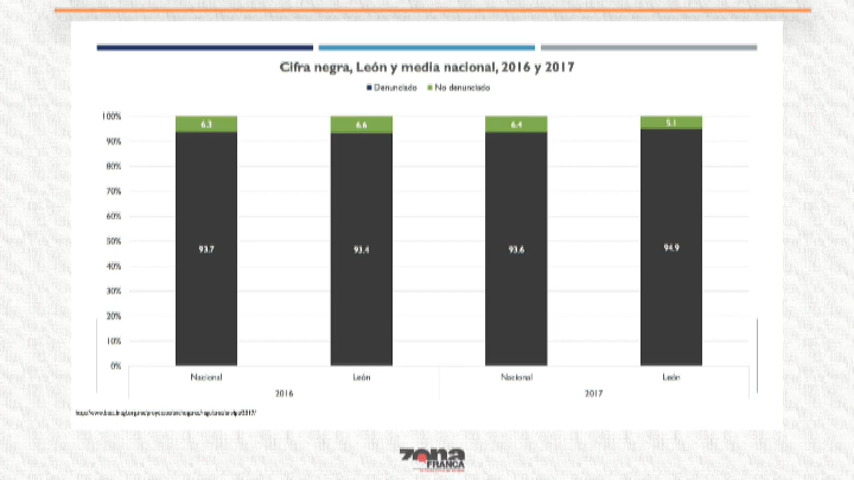 Cifra negra, León y media nacional, 2016 y 2017
Denunciado No denunciado
100%
90%
80%
70%
60%
50%
40%
30%
20%
10%
0%
6.3 6.6 6.4 5.1
93.7 93.4 93.6 94.9
Nacional León Nacional León
2016 2017
zona
FRANCA